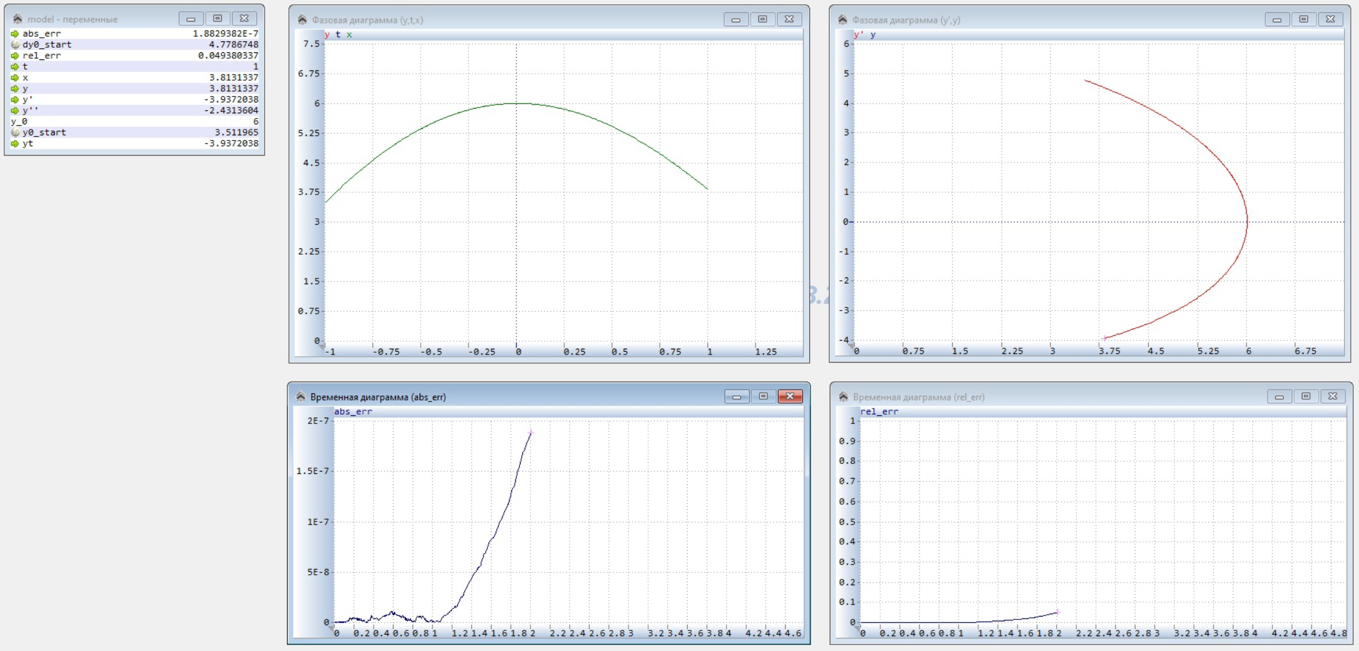 model - переменные
abs_err 1.8829382E-7
dy0_start 4.7786748
rel_err 0.049380337
t 1
x 3.8131337
y 3.8131337
y' -3.9372038
y'' -2.4313604
y_0 6
y0_start 3.511965
yt -3.9372038
Фазовая диаграмма (y,t,x)
y t x
7.5
6.75
6
5.25
4.5
3.75
3
2.25
1.5
0.75
0
-1 -0.75 -0.5 -0.25 0 0.25 0.5 0.75 1 1.25
Фазовая диаграмма (y',y)
y' y
6
5
4
3
2
1
0
-1
-2
-3
-4
0 0.75 1.5 2.25 3 3.75 4.5 5.25 6 6.75
Временная диаграмма (abs_err)
abs_err
2E-7
1.5E-7
1E-7
5E-8
0
0 0.2 0.4 0.6 0.8 1 1.2 1.4 1.6 1.8 2 2.2 2.4 2.6 2.8 3 3.2 3.4 3.6 3.8 4 4.2 4.4 4.6
Временная диаграмма (rel_err)
rel_err
1
0.9
0.8
0.7
0.6
0.5
0.4
0.3
0.2
0.1
0
0 0.2 0.4 0.6 0.8 1 1.2 1.4 1.6 1.8 2 2.2 2.4 2.6 2.8 3 3.2 3.4 3.6 3.8 4 4.2 4.4 4.6 4.8